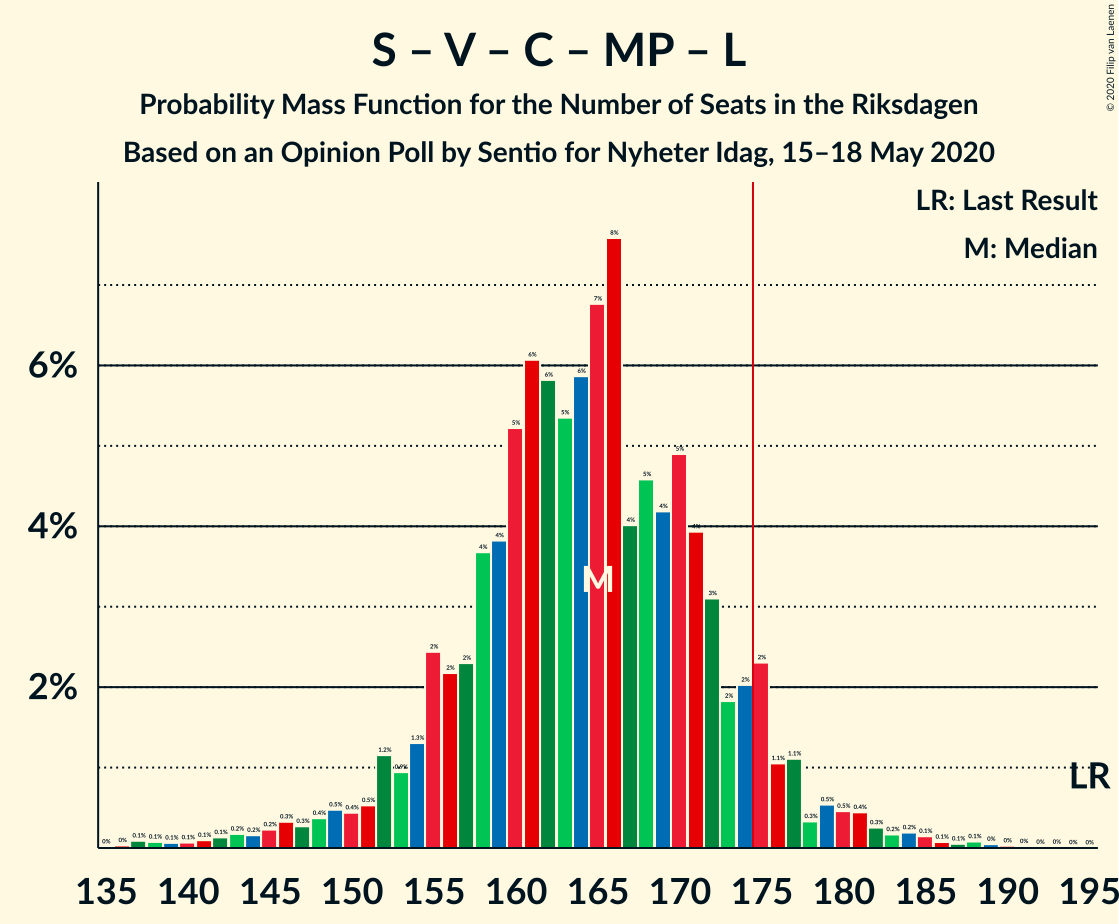 S – V – C – MP – L
Probability Mass Function for the Number of Seats in the Riksdagen
Based on an Opinion Poll by Sentio for Nyheter Idag, 15–18 May 2020
© 2020 Filip van Laenen
LR: Last Result
M: Median
8%
7%
6% 6% 6% 6%
5% 5% 5% 5%
4% 4% 4% 4% 4% 4%
M
3%
2% 2% 2% 2% 2% 2% 2%
1.2% 0.9% 1.3% 1.1% 1.1%
LR
0% 0% 0.1% 0.1% 0.1% 0.1% 0.1% 0.1% 0.2% 0.2% 0.2% 0.3% 0.3% 0.4% 0.5% 0.4% 0.5% 0.3% 0.5% 0.5% 0.4% 0.3% 0.2% 0.2% 0.1% 0.1% 0.1% 0.1% 0% 0% 0% 0% 0% 0% 0%
6%
4%
2%
135 140 145 150 155 160 165 170 175 180 185 190 195